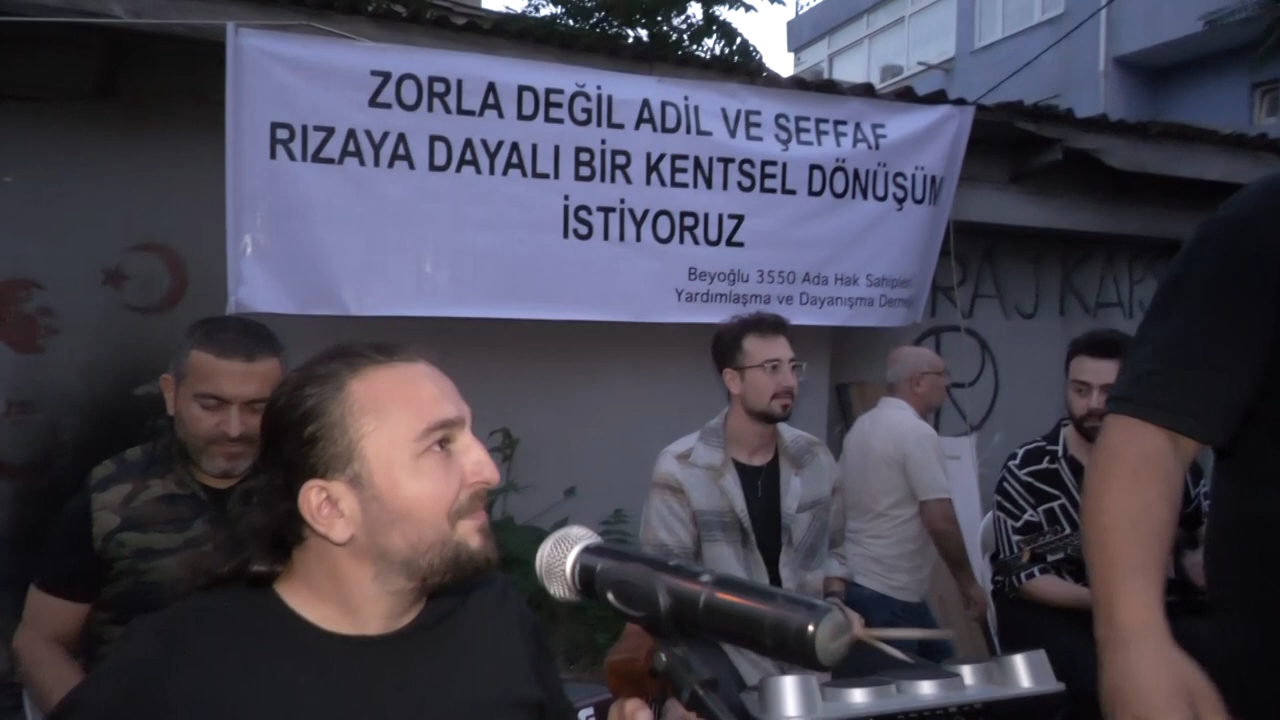 ZORLA DEĞİL ADİL VE ŞEFFAF
RIZAYA DAYALI BİR KENTSEL DÖNÜŞÜM
İSTİYORUZ
Beyoğlu 3550 Ada Hak Sahipleri
Yardımlaşma ve Dayanışma Derneği
R